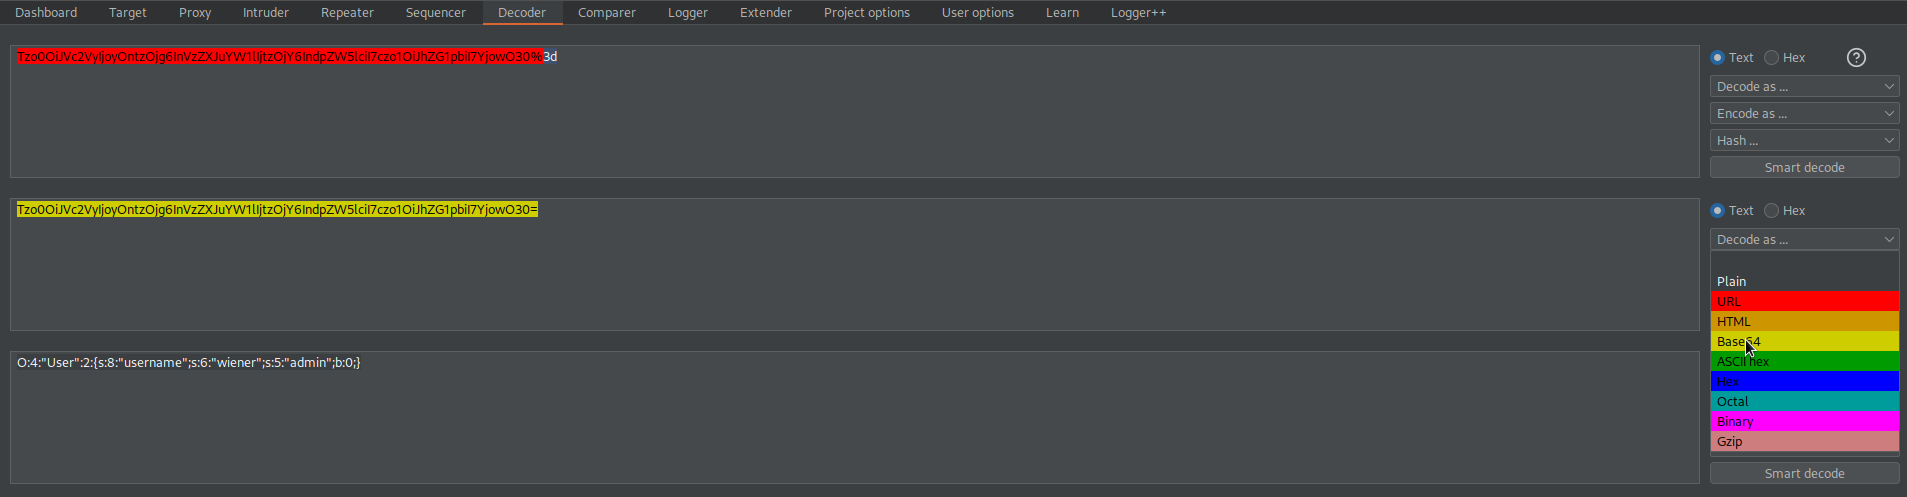 Dashboard Target Proxy Intruder Repeater Sequencer Decoder Comparer Logger Extender Project options User options Learn Logger++
Tzo0OiJVc2VyIjoyOntzOjg6InVzZXJuYW1lIjtzOjY6IndpZW5lciI7czo1OiJhZG1pbiI7YjowO30%3d
Text Hex ?
Decode as ...
Encode as ...
Hash ...
Smart decode
Tzo0OiJVc2VyIjoyOntzOjg6InVzZXJuYW1lIjtzOjY6IndpZW5lciI7czo1OiJhZG1pbiI7YjowO30=
Text Hex
Decode as ...
Plain
URL
HTML
Base64
ASCII hex
Hex
Octal
Binary
Gzip
O:4:"User":2:{s:8:"username";s:6:"wiener";s:5:"admin";b:0;}
Smart decode